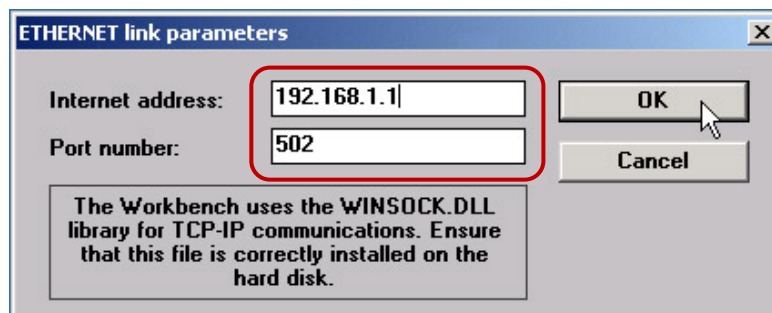 ETHERNET link parameters
Internet address: 192.168.1.1 OK
Port number: 502
Cancel
The Workbench uses the WINSOCK.DLL
library for TCP-IP communications. Ensure
that this file is correctly installed on the
hard disk.